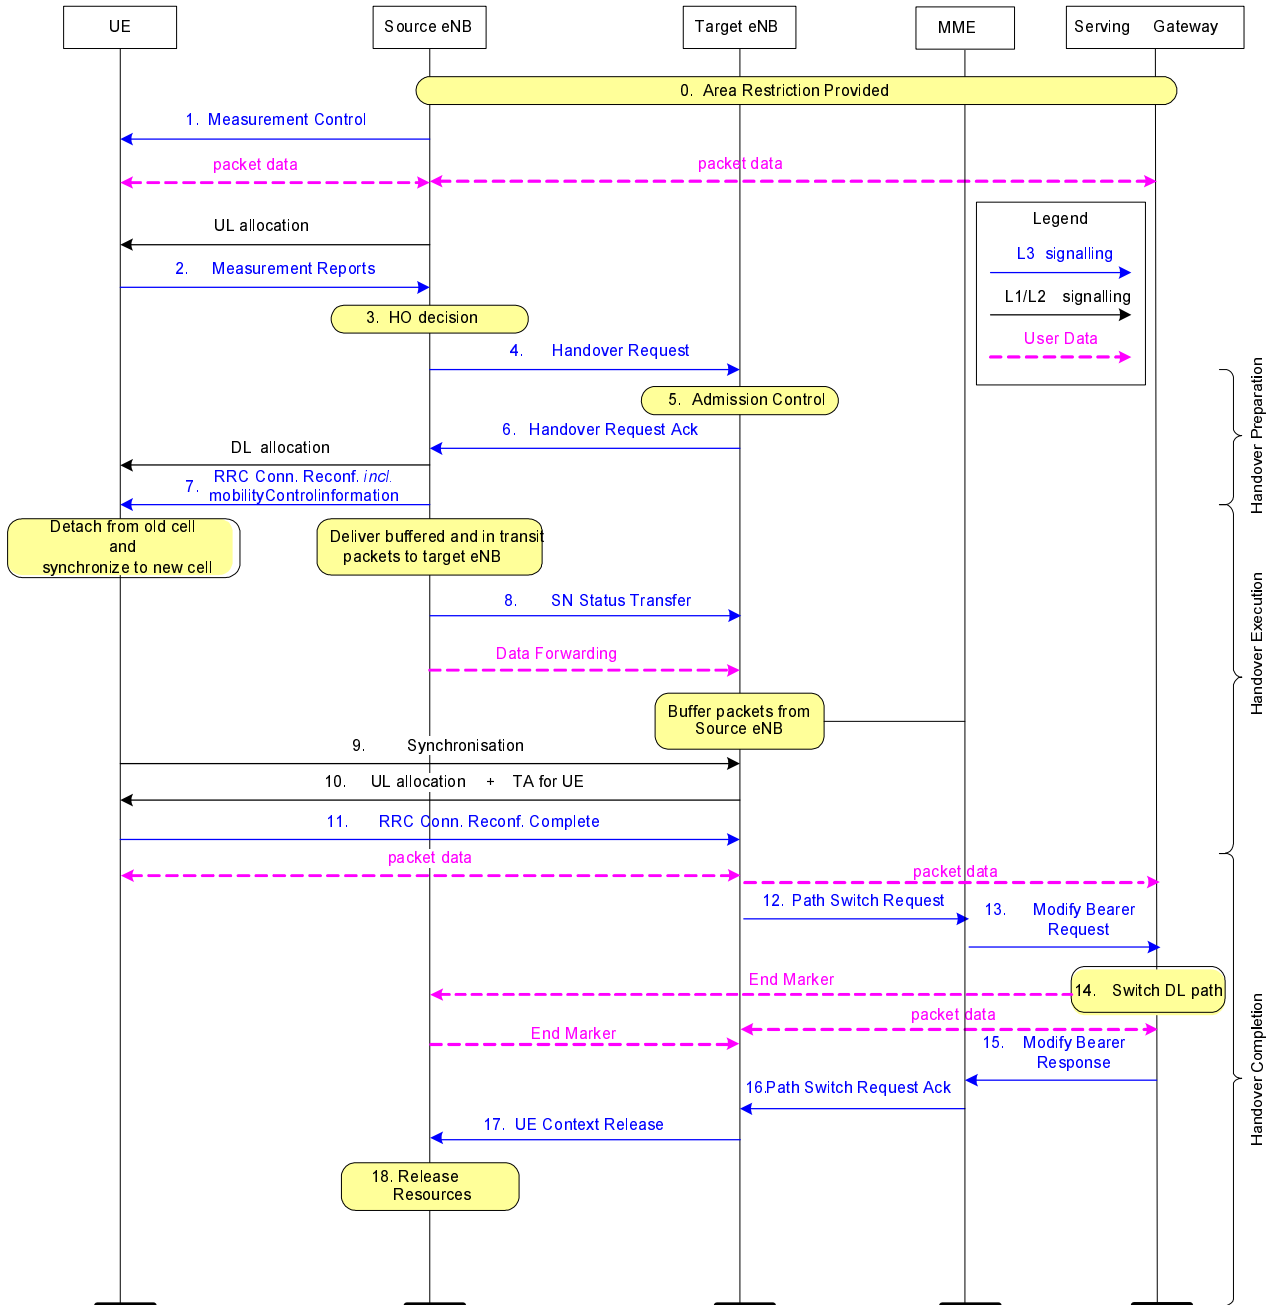 UE
Source eNB
Target eNB
MME
Serving Gateway
0. Area Restriction Provided
1. Measurement Control
packet data
packet data
UL allocation
Legend
L3 signalling
L1/L2 signalling
User Data
2. Measurement Reports
3. HO decision
4. Handover Request
5. Admission Control
6. Handover Request Ack
DL allocation
7. RRC Conn. Reconf. incl.
mobilityControlinformation
Handover Preparation
Detach from old cell
and
synchronize to new cell
Deliver buffered and in transit
packets to target eNB
8. SN Status Transfer
Data Forwarding
Buffer packets from
Source eNB
9. Synchronisation
10. UL allocation + TA for UE
11. RRC Conn. Reconf. Complete
Handover Execution
packet data
packet data
12. Path Switch Request
13. Modify Bearer
Request
End Marker
14. Switch DL path
packet data
End Marker
15. Modify Bearer
Response
16.Path Switch Request Ack
17. UE Context Release
18. Release
Resources
Handover Completion